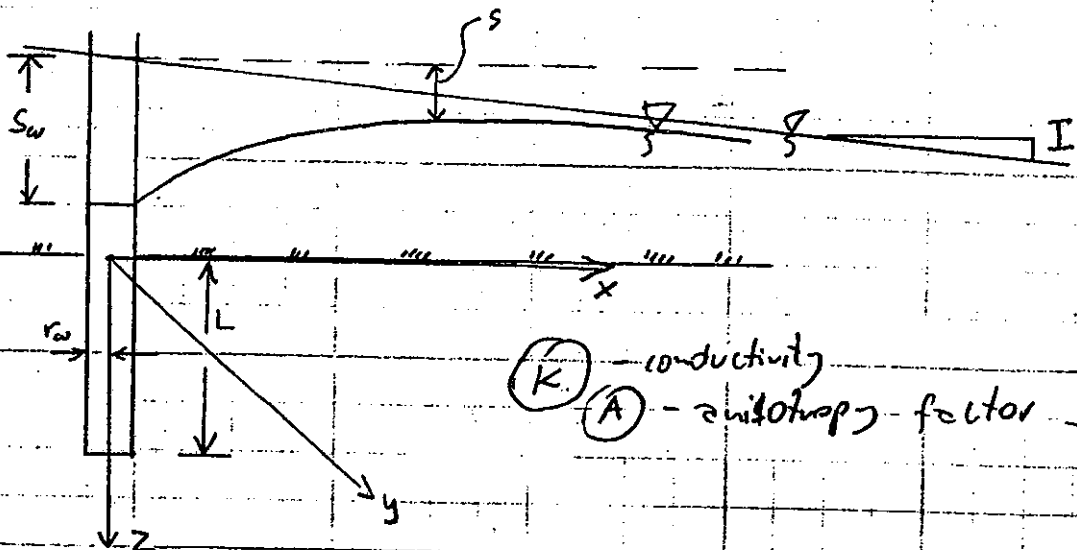 s
Sw
I
x
rw
L
K - conductivity
A - anisotropy - factor
y
z